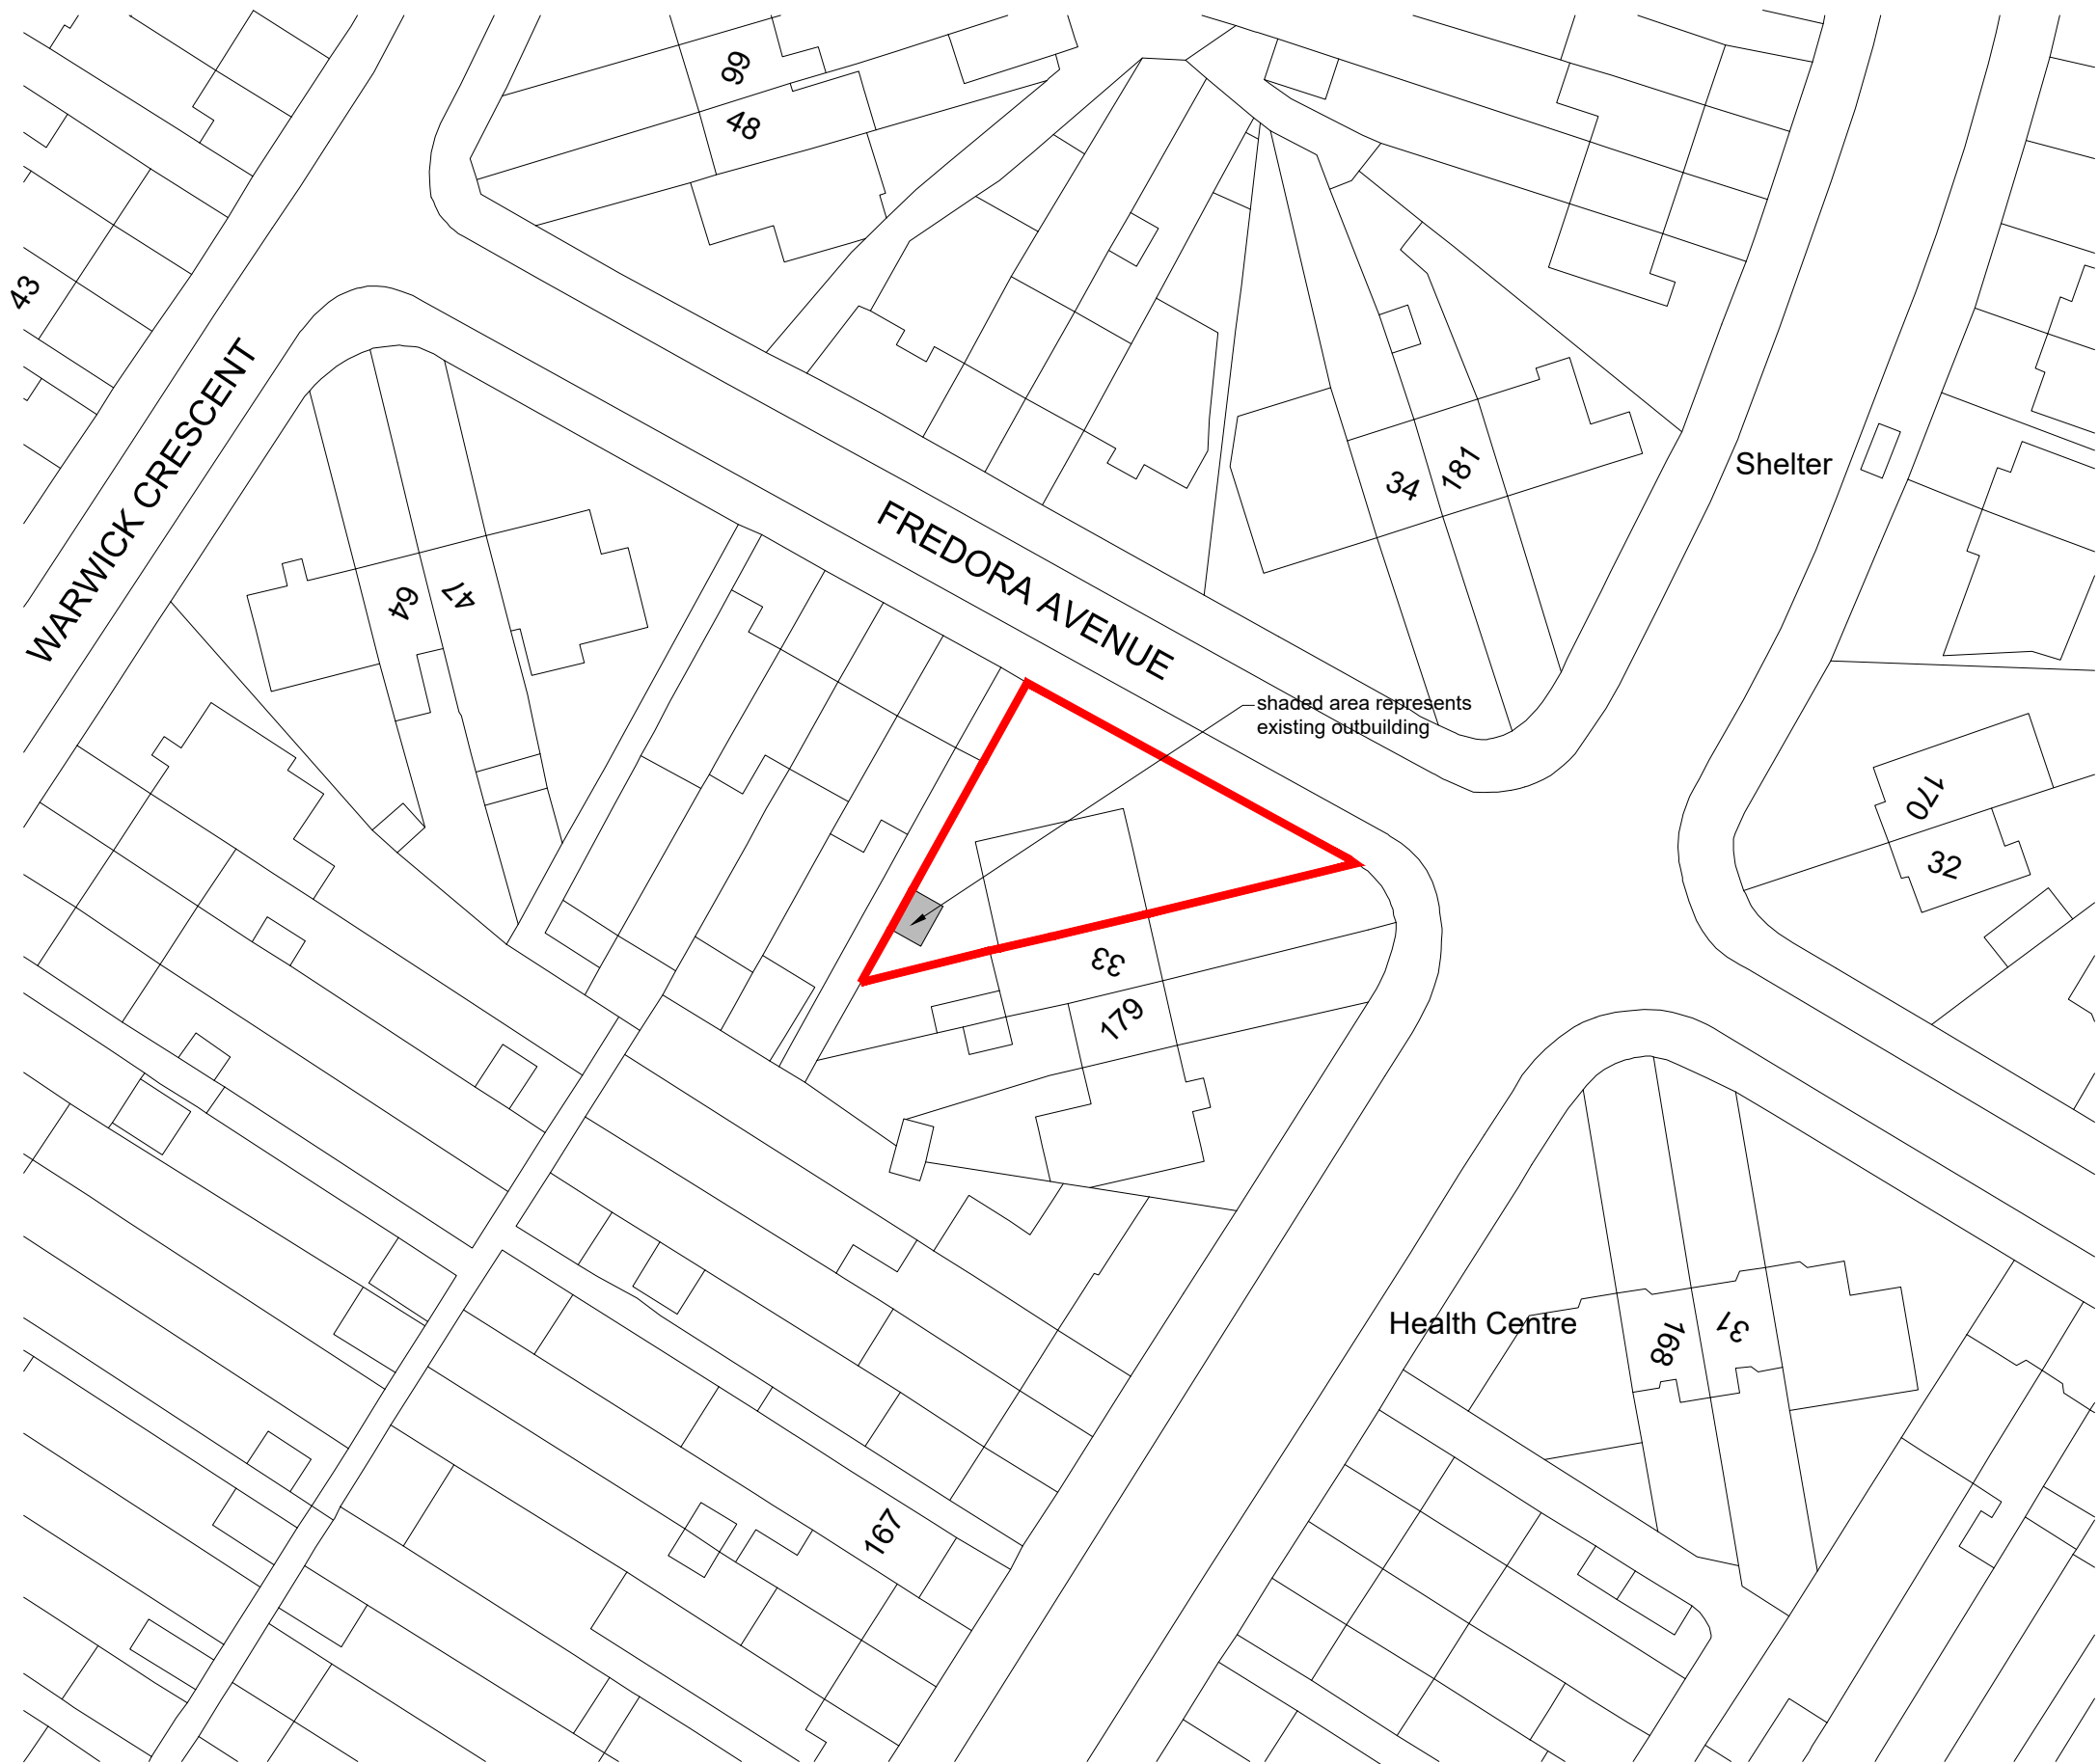 99
48
43
WARWICK CRESCENT
FREDORA AVENUE
34
181
Shelter
64
47
shaded area represents
existing outbuilding
170
32
33
179
Health Centre
168
31
167